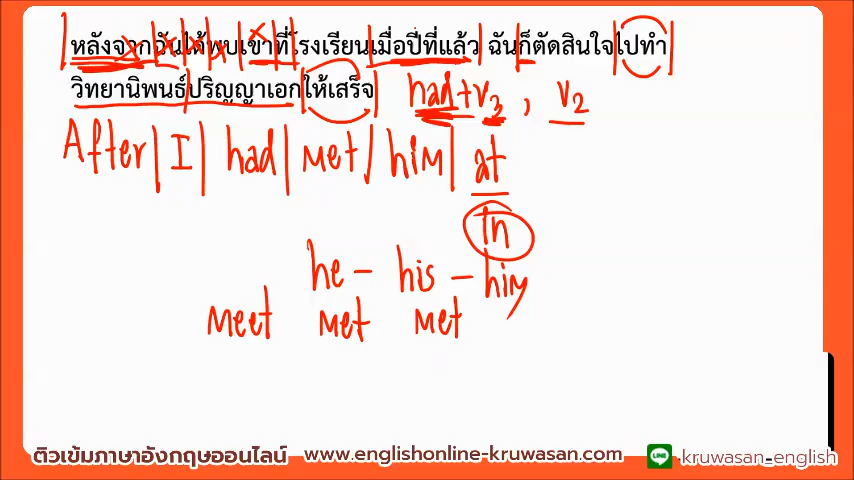 หลังจากฉันได้พบเขาที่โรงเรียนเมื่อปีที่แล้ว ฉันก็ตัดสินใจไปทำ
วิทยานิพนธ์ปริญญาเอกให้เสร็จ had+v3, v2
After | I | had | met | him | at
in
he - his - him
meet met met
ติวเข้มภาษาอังกฤษออนไลน์ www.englishonline-kruwasan.com LINE kruwasan_english